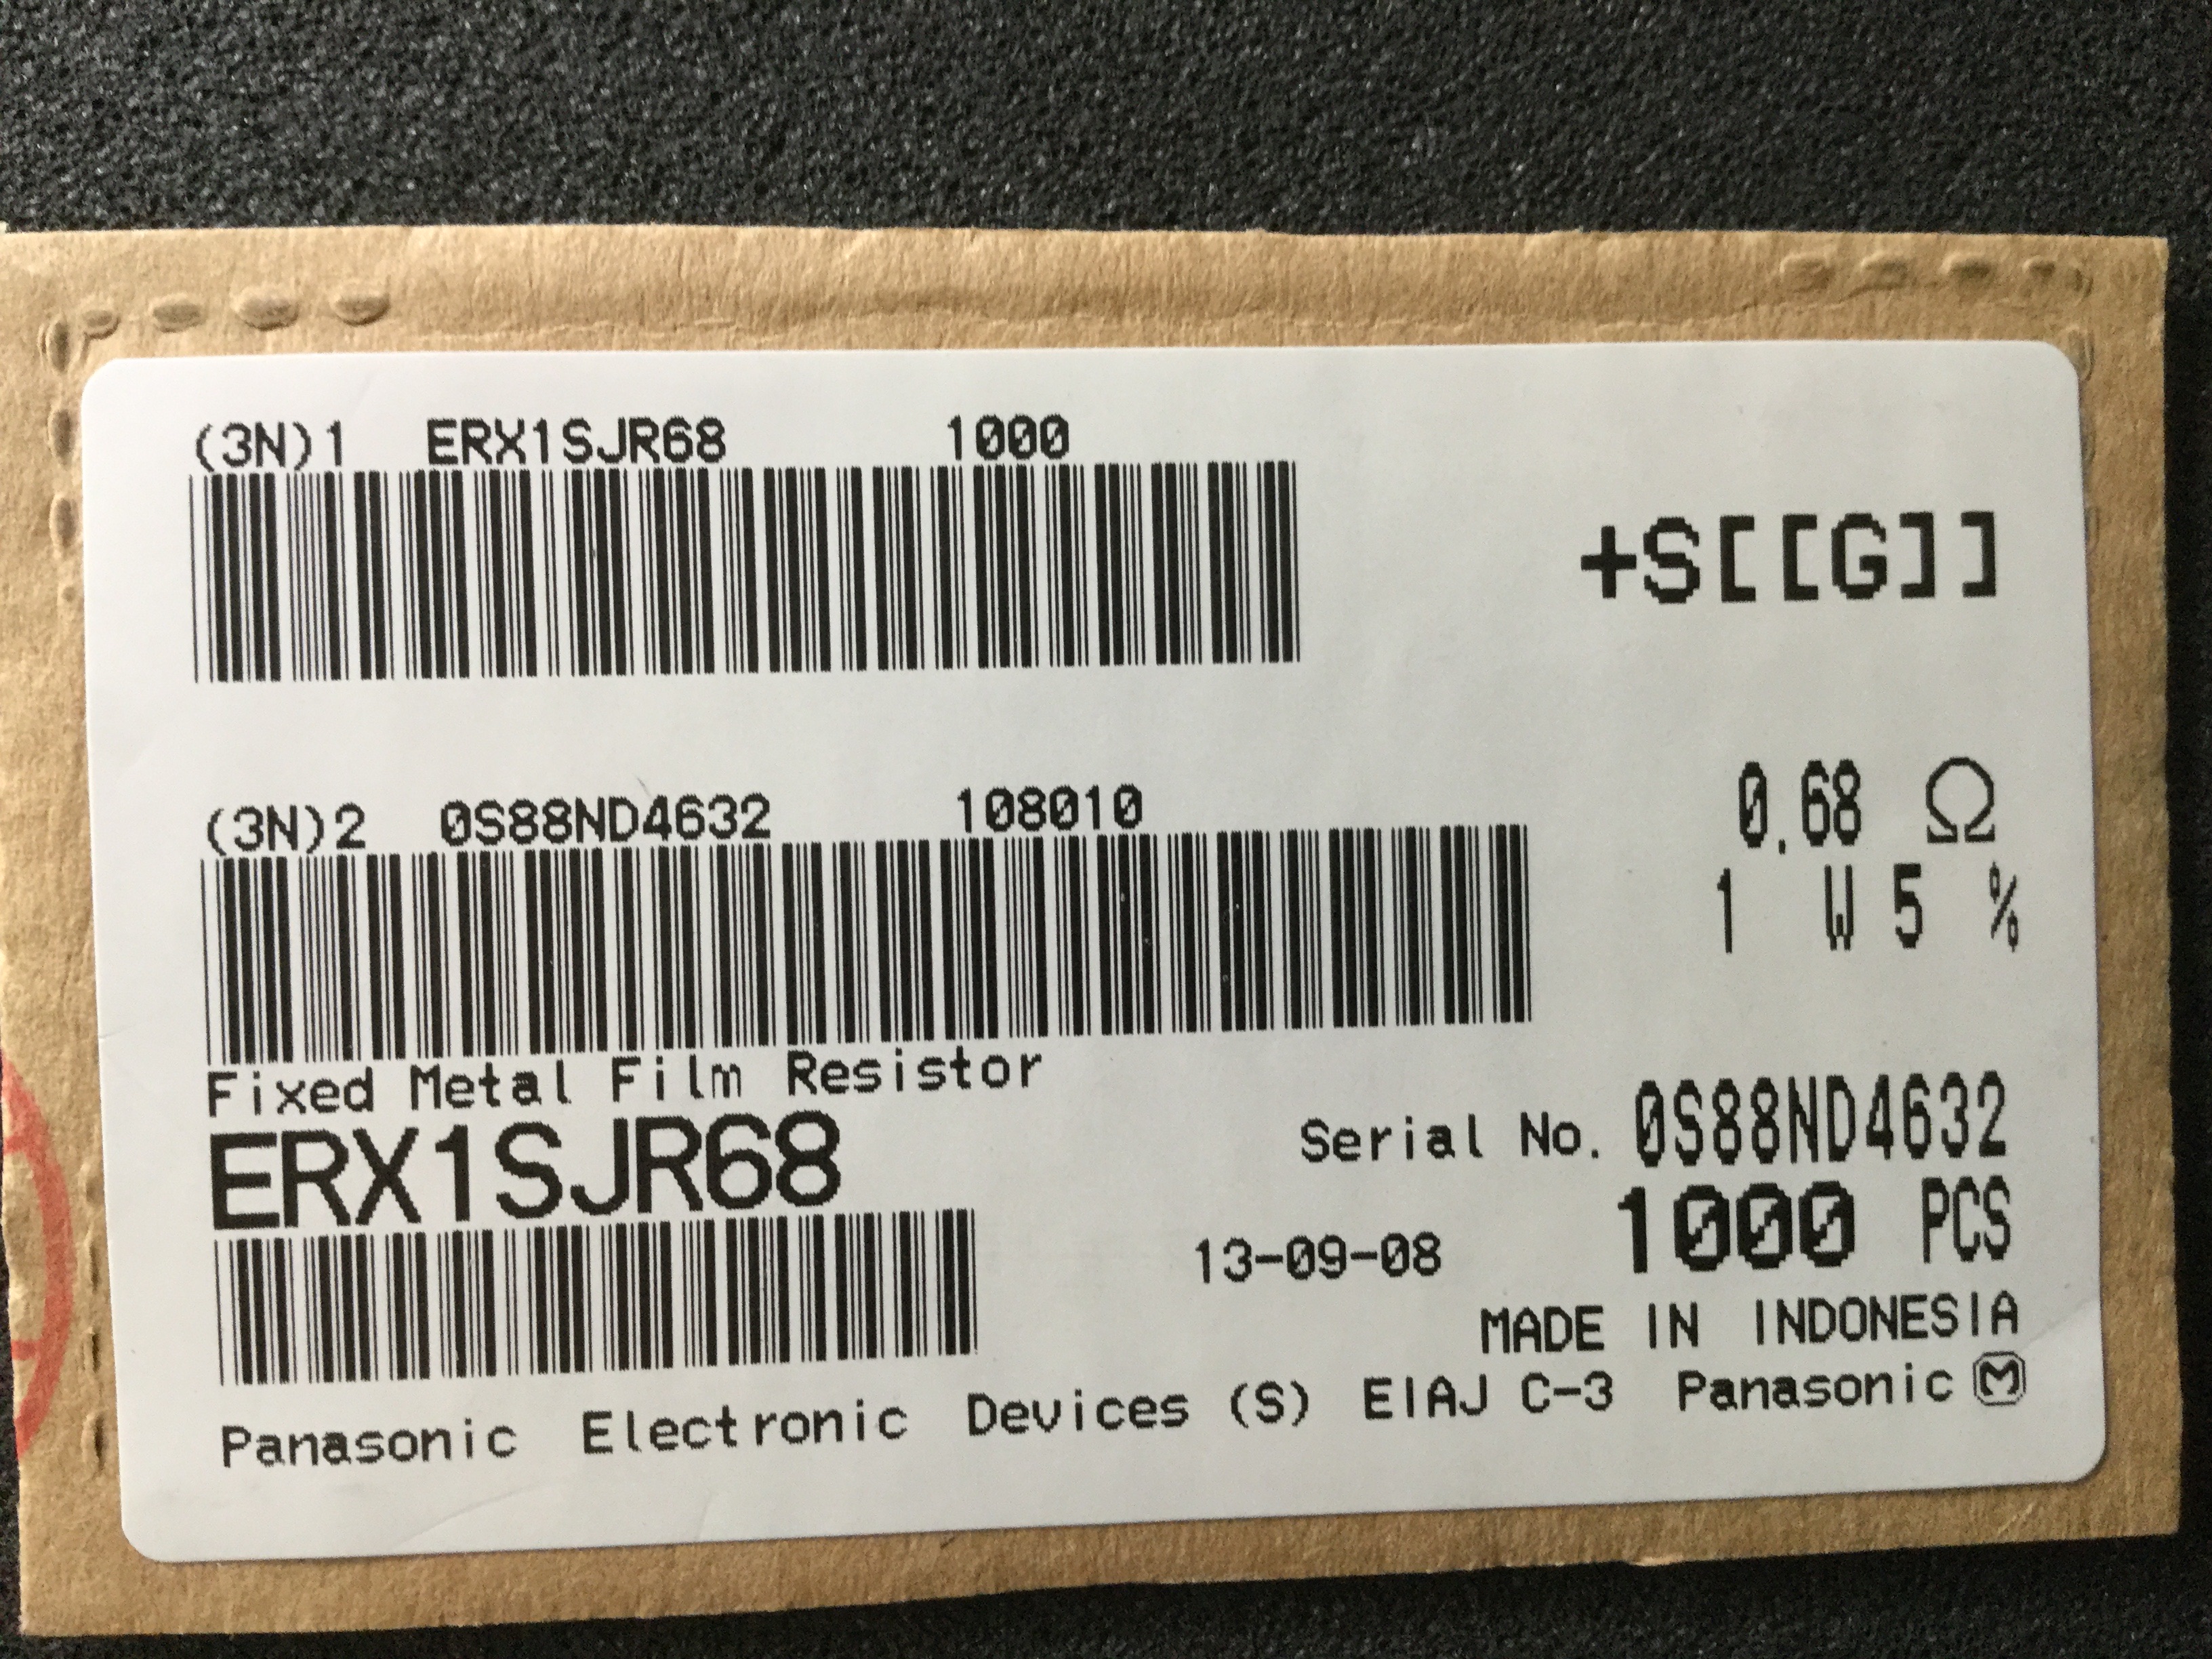 (3N)1 ERX1SJR68 1000
+S[[G]]
(3N)2 0S88ND4632 108010
0.68 Ω
1 W 5 %
Fixed Metal Film Resistor
ERX1SJR68
Serial No. 0S88ND4632
13-09-08 1000 PCS
MADE IN INDONESIA
Panasonic Electronic Devices (S) EIAJ C-3 Panasonic M